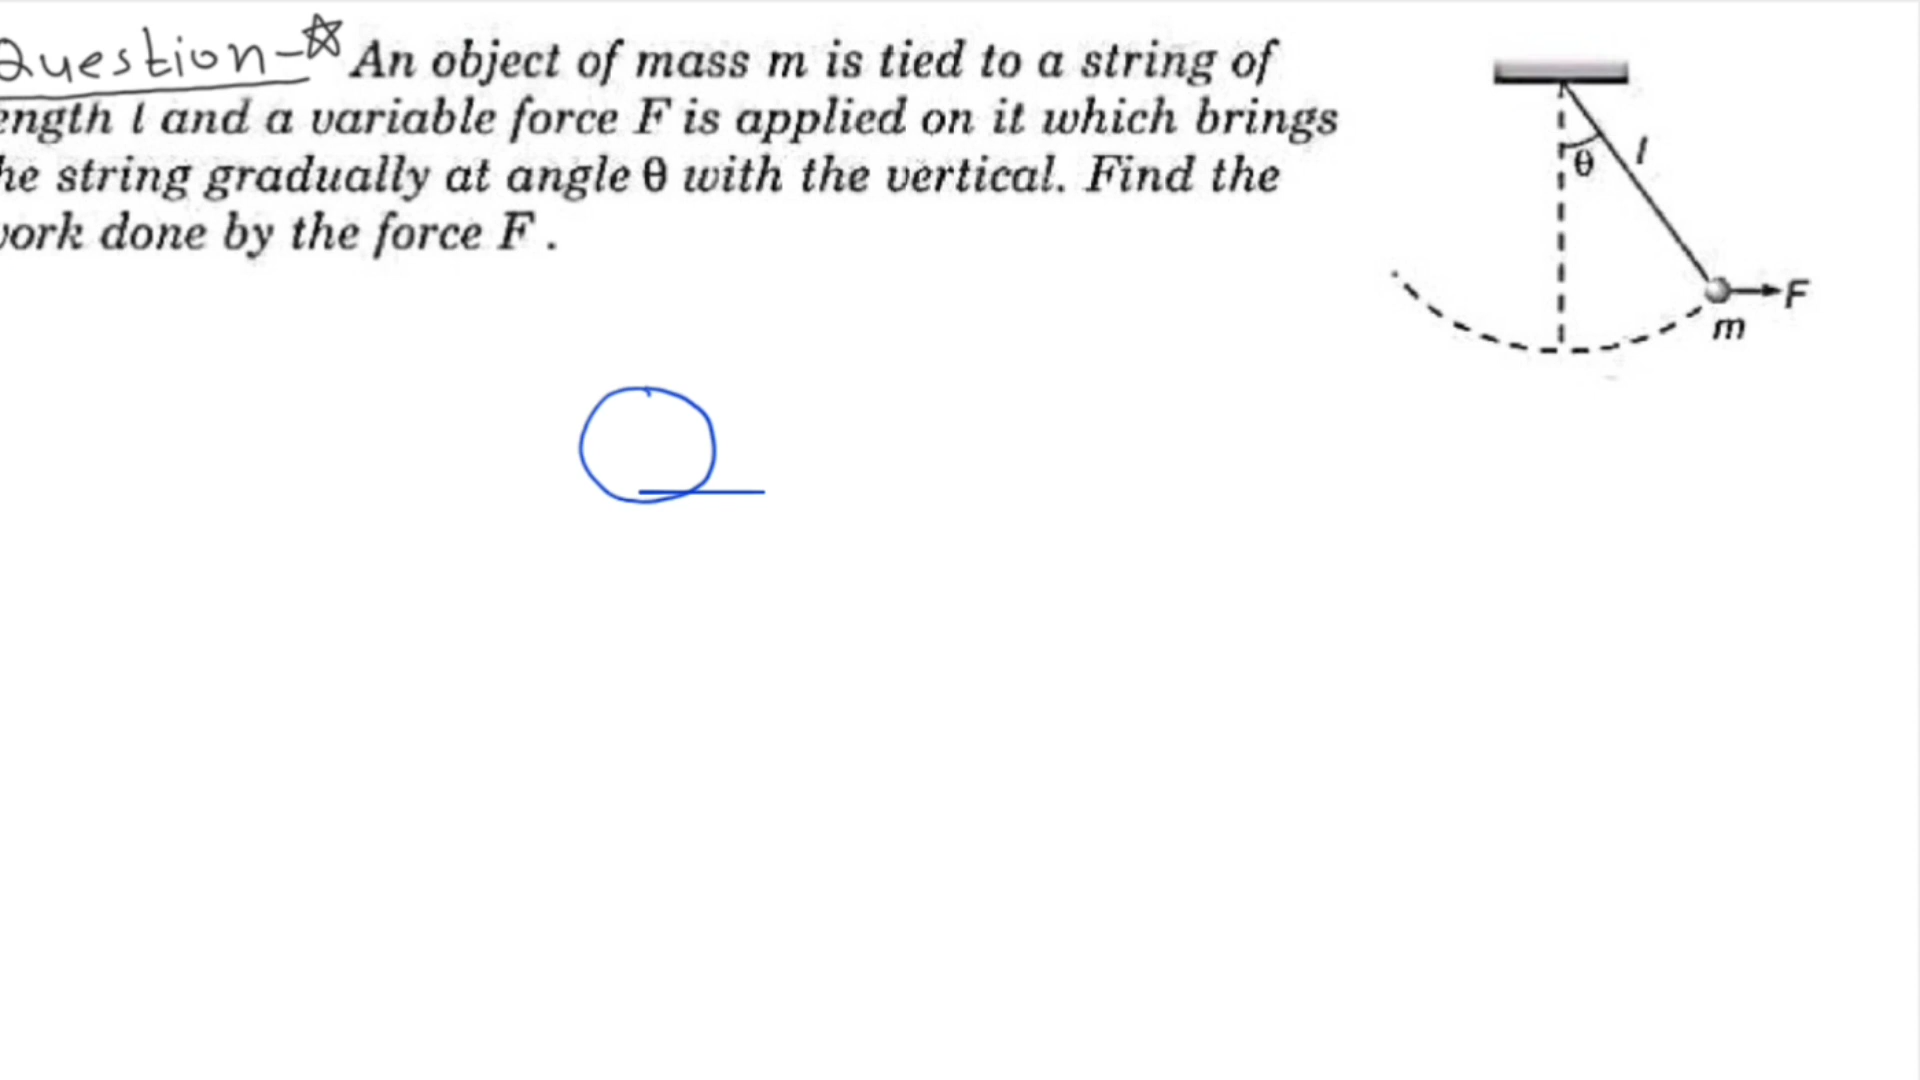 Question-☆ An object of mass m is tied to a string of
ength l and a variable force F is applied on it which brings
he string gradually at angle θ with the vertical. Find the
ork done by the force F .
θ
l
F
m